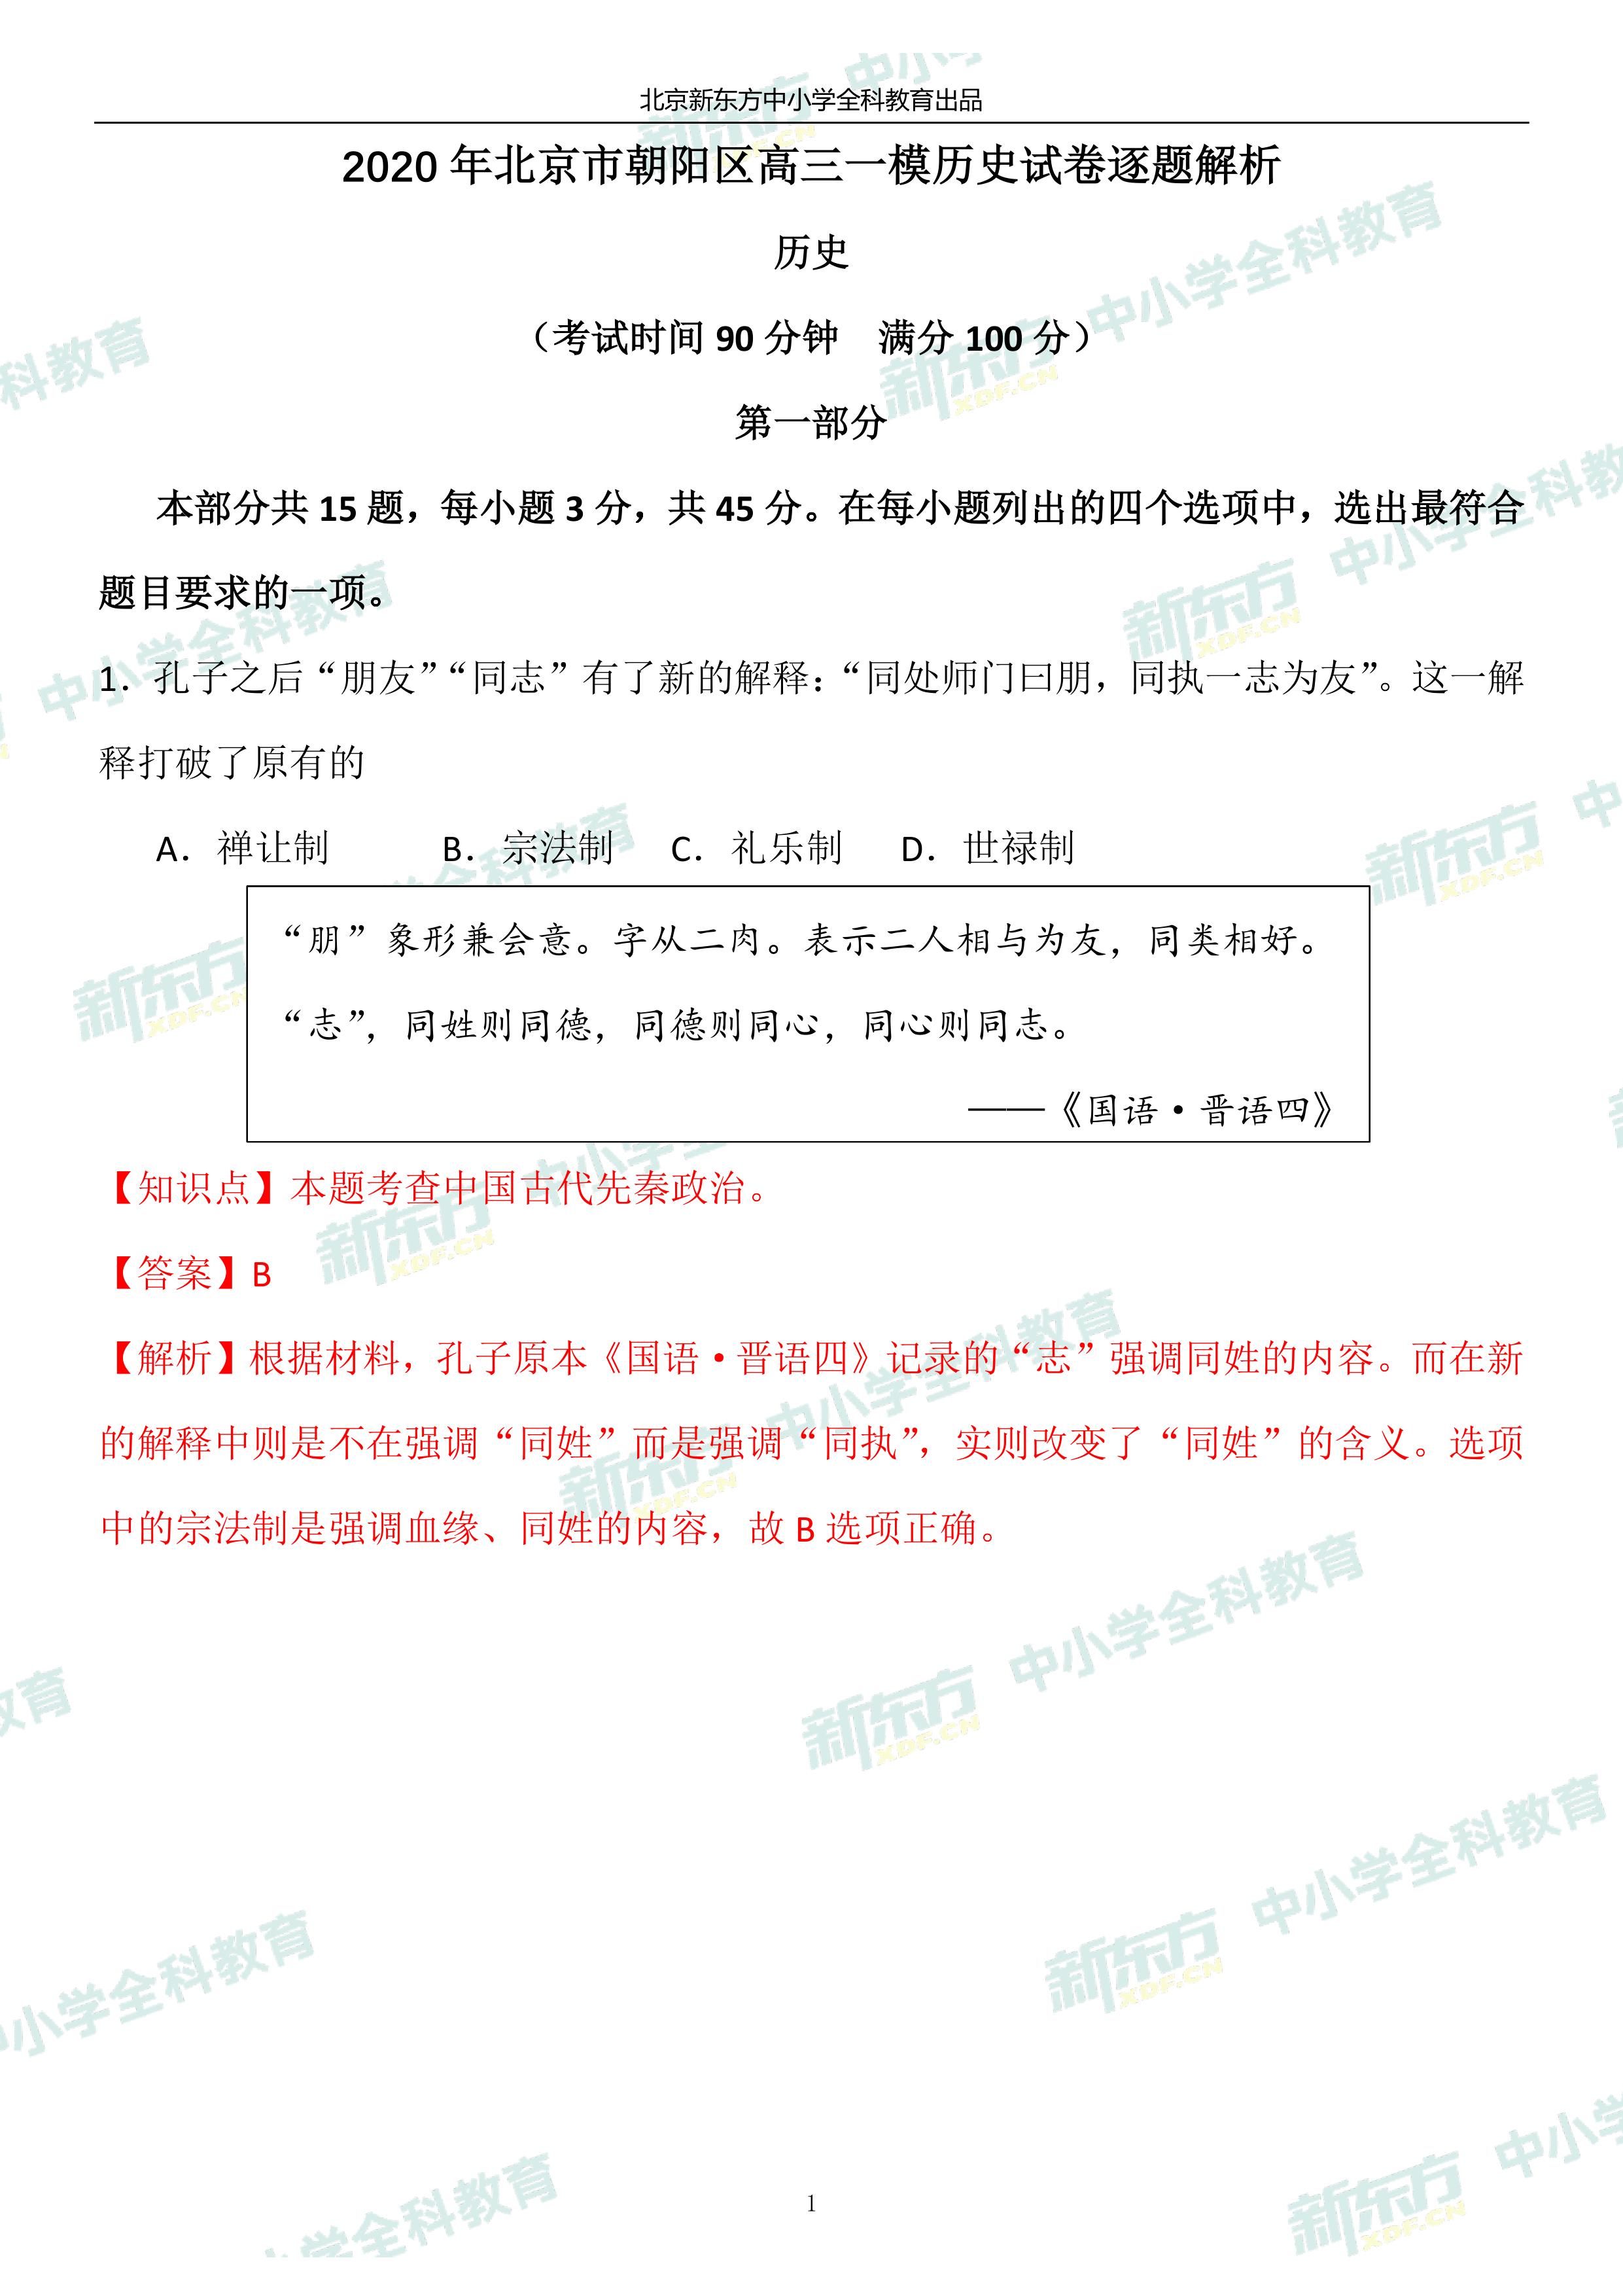 北京新东方中小学全科教育出品
2020 年北京市朝阳区高三一模历史试卷逐题解析
历史
（考试时间 90 分钟　满分 100 分）
第一部分
本部分共 15 题，每小题 3 分，共 45 分。在每小题列出的四个选项中，选出最符合
题目要求的一项。
1．孔子之后“朋友”“同志”有了新的解释：“同处师门曰朋，同执一志为友”。这一解
释打破了原有的
A．禅让制　　　B．宗法制　　C．礼乐制　　D．世禄制
“朋”象形兼会意。字从二肉。表示二人相与为友，同类相好。
“志”，同姓则同德，同德则同心，同心则同志。
——《国语·晋语四》
【知识点】本题考查中国古代先秦政治。
【答案】B
【解析】根据材料，孔子原本《国语·晋语四》记录的“志”强调同姓的内容。而在新
的解释中则是不在强调“同姓”而是强调“同执”，实则改变了“同姓”的含义。选项
中的宗法制是强调血缘、同姓的内容，故 B 选项正确。
1
新东方 XDF.CN 中小学全科教育